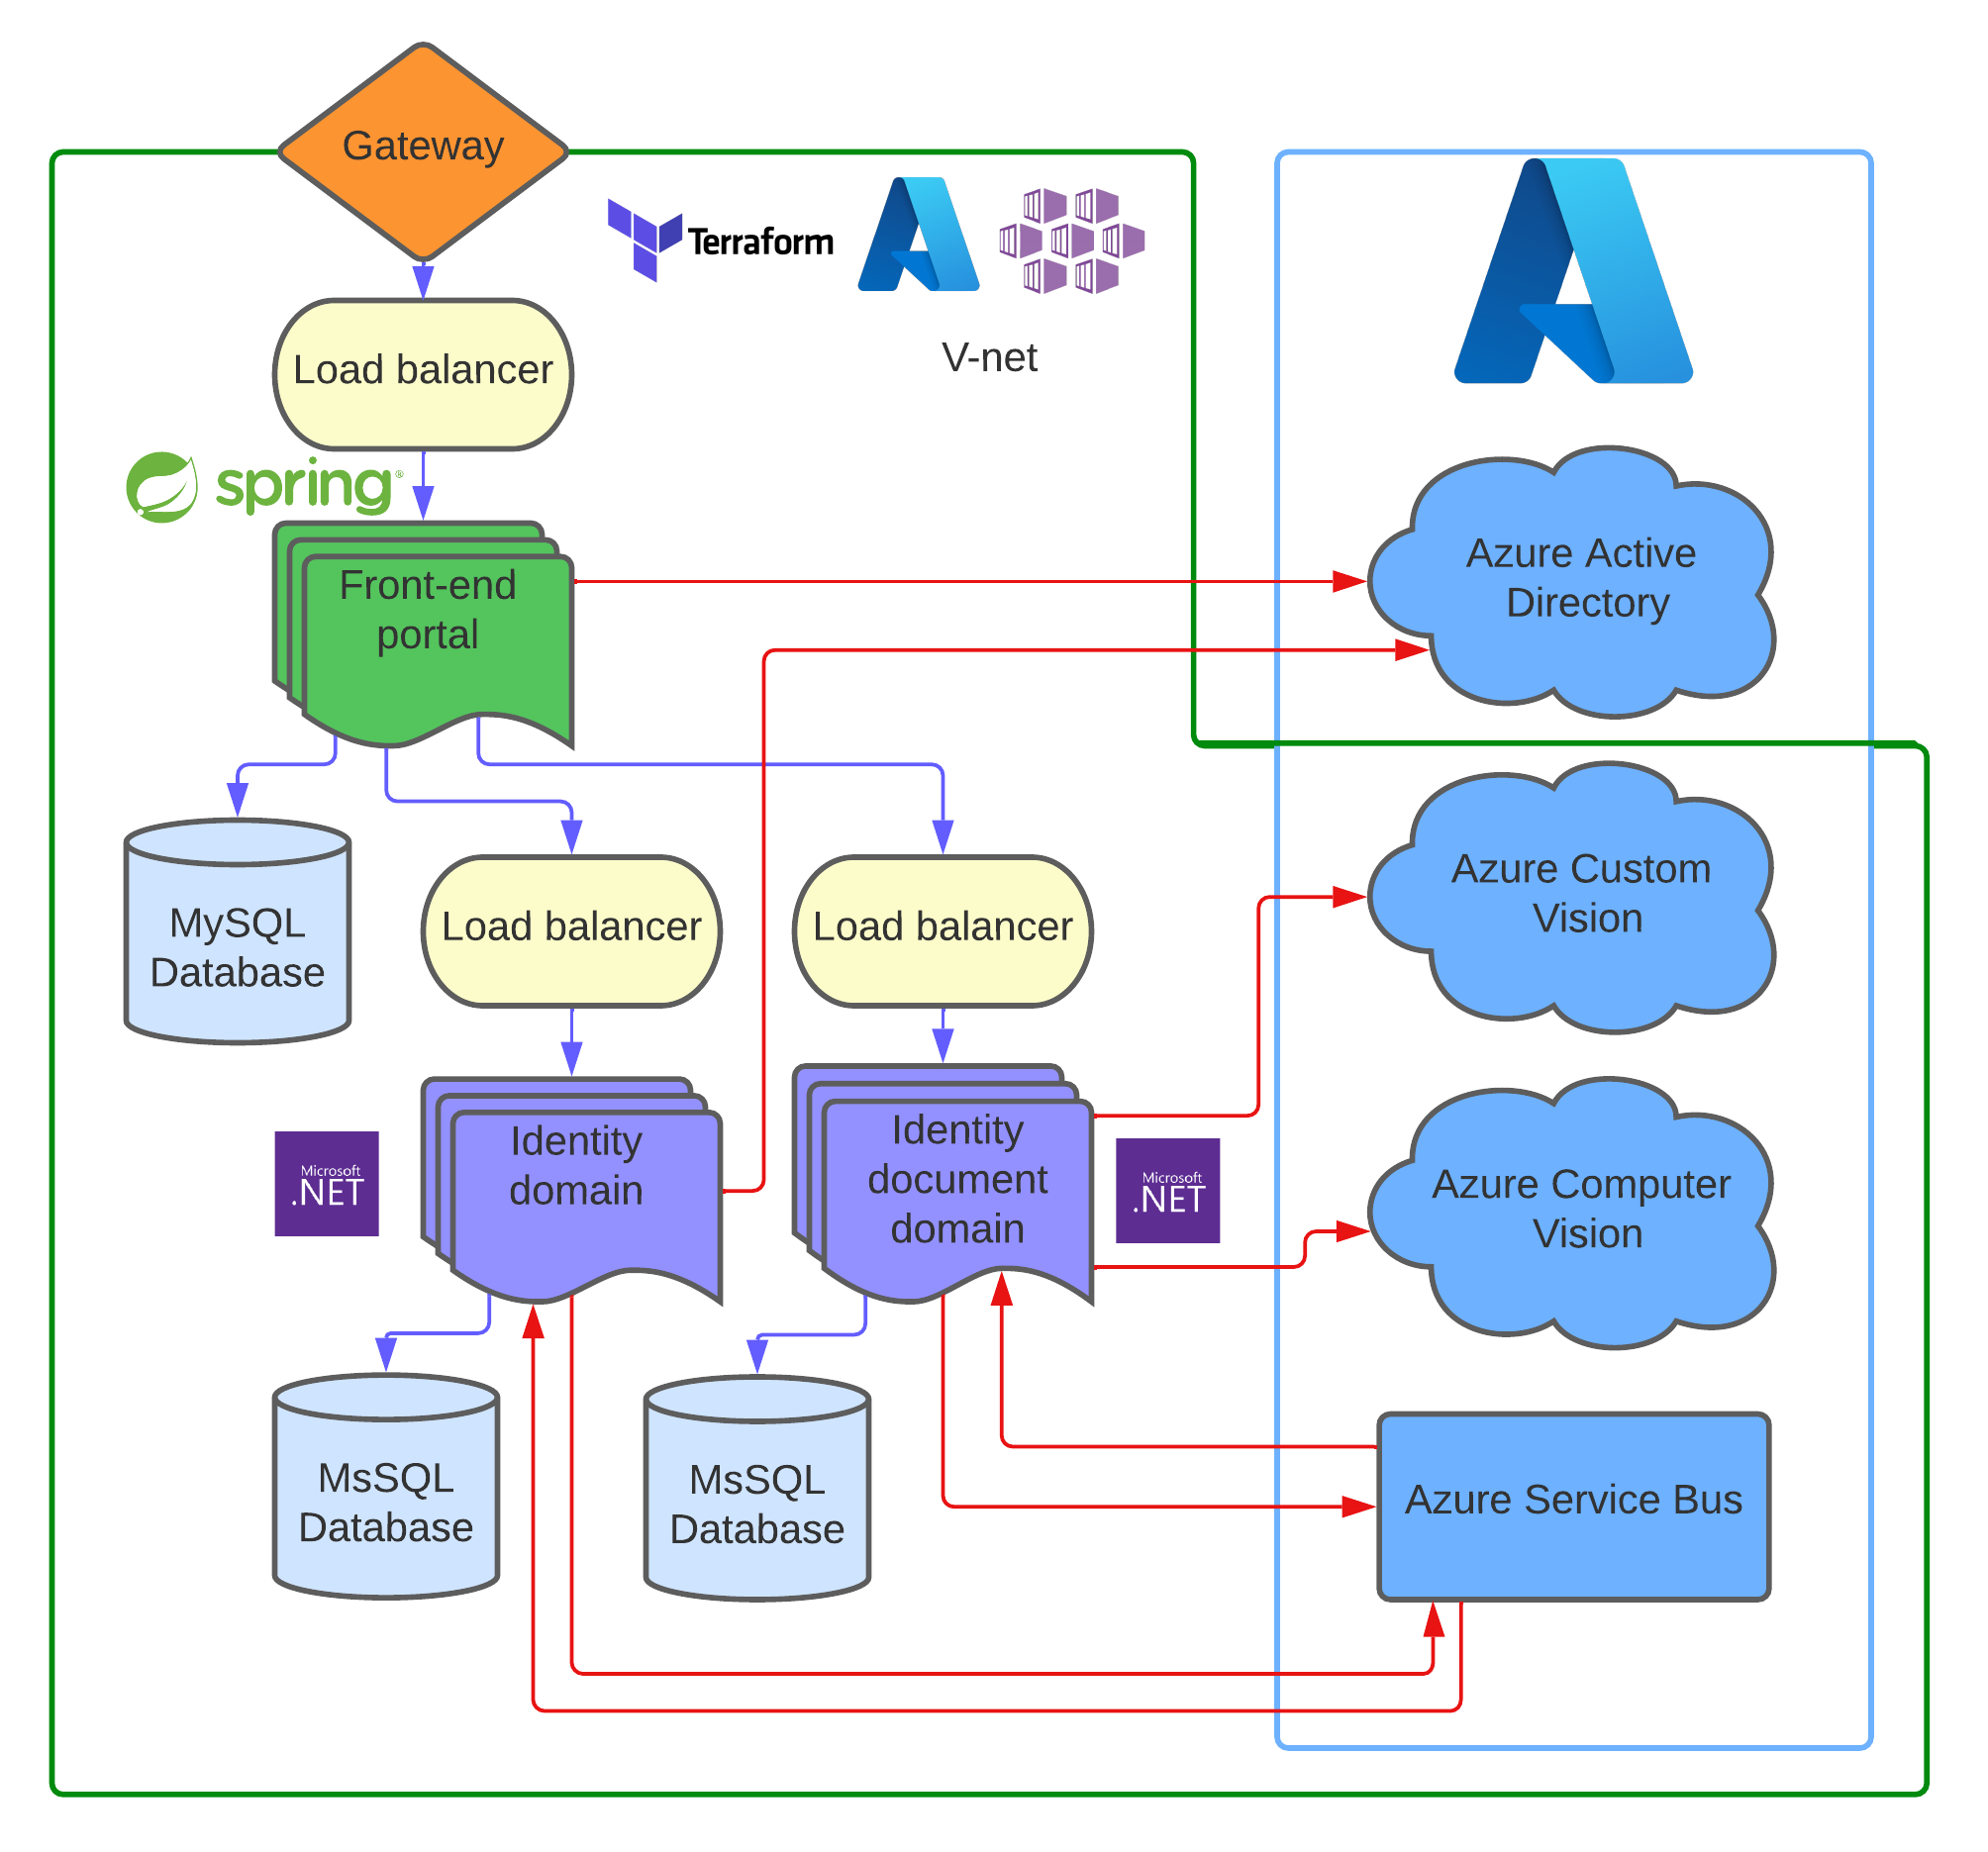 Gateway
Terraform
V-net
Load balancer
spring®
Front-end
portal
Azure Active
Directory
MySQL
Database
Load balancer
Load balancer
Azure Custom
Vision
Identity
domain
Microsoft
.NET
Identity
document
domain
Microsoft
.NET
Azure Computer
Vision
MsSQL
Database
MsSQL
Database
Azure Service Bus